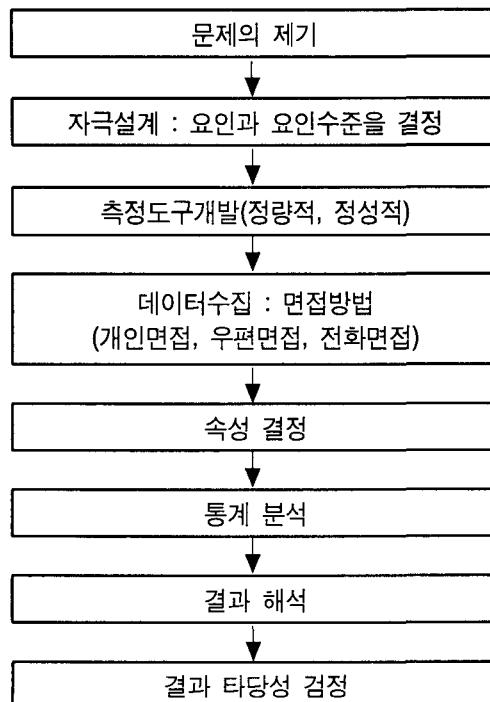 문제의 제기
자극설계 : 요인과 요인수준을 결정
측정도구개발(정량적, 정성적)
데이터수집 : 면접방법
(개인면접, 우편면접, 전화면접)
속성 결정
통계 분석
결과 해석
결과 타당성 검정